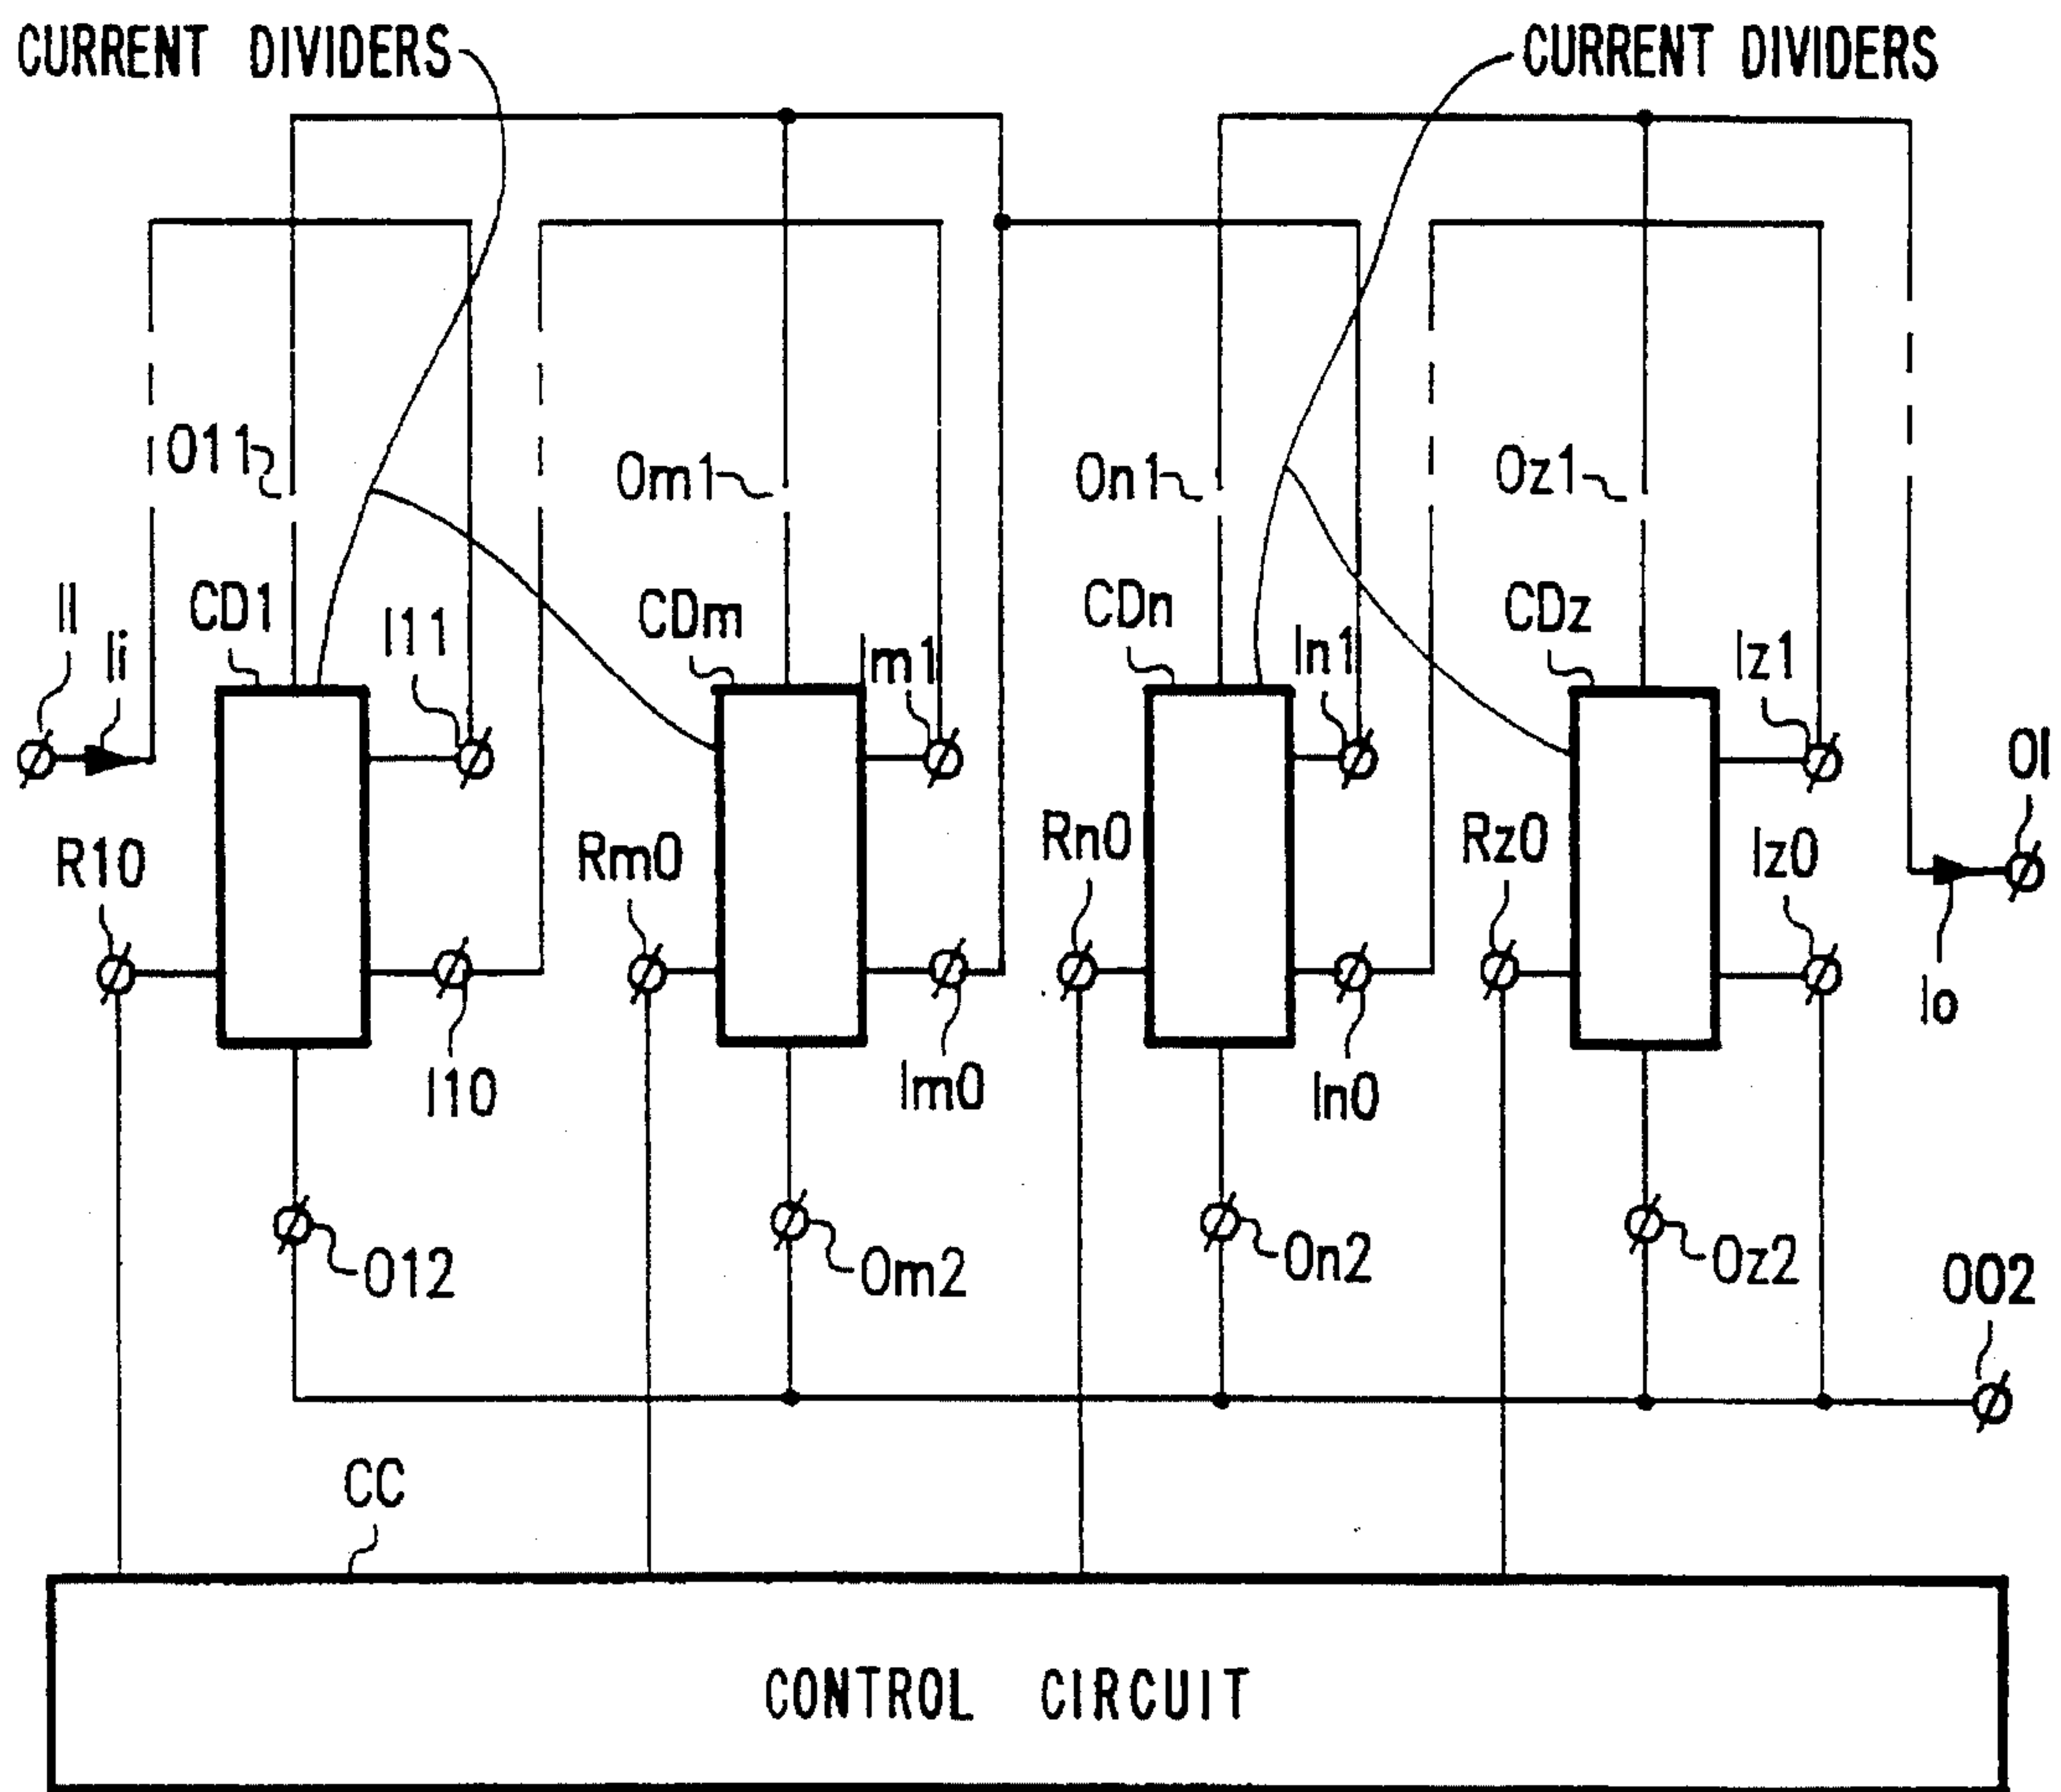 CURRENT DIVIDERS
CURRENT DIVIDERS
O11
Om1
On1
Oz1
II
Ii
CD1
I11
CDm
Im1
CDn
In1
CDz
Iz1
OI
R10
Rm0
Rn0
Rz0
Iz0
Io
I10
Im0
In0
O12
Om2
On2
Oz2
OO2
CC
CONTROL CIRCUIT